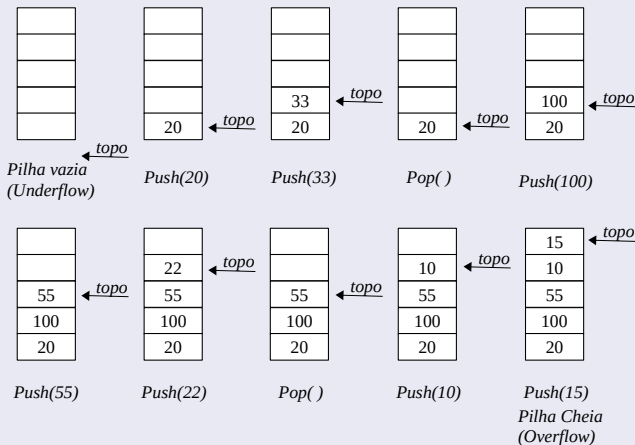 topo
33
topo
100
20
topo
20
20
topo
20
topo
Pilha vazia
(Underflow)
Push(20)
Push(33)
Pop( )
Push(100)
15
topo
22
topo
10
topo
10
55
topo
55
55
topo
55
55
100
100
100
100
100
20
20
20
20
20
Push(55)
Push(22)
Pop( )
Push(10)
Push(15)
Pilha Cheia
(Overflow)